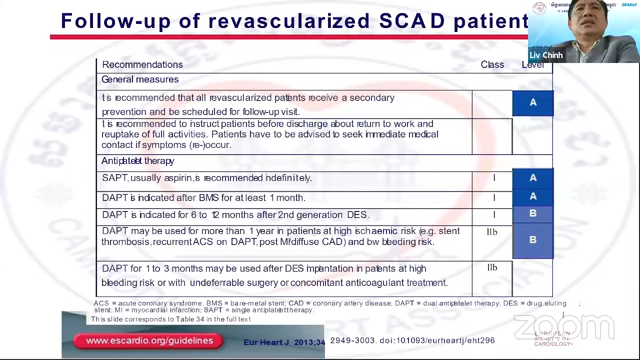 Follow-up of revascularized SCAD patient
Liv Chinh
Recommendations Class Level
General measures
It is recommended that all revascularized patients receive a secondary
prevention and be scheduled for follow-up visit. A
It is recommended to instruct patients before discharge about return to work and
reuptake of full activities. Patients have to be advised to seek immediate medical
contact if symptoms (re-)occur.
Antiplatelet therapy
SAPT, usually aspirin, is recommended indefinitely. I A
DAPT is indicated after BMS for at least 1 month. I A
DAPT is indicated for 6 to 12 months after 2nd generation DES. I B
DAPT may be used for more than 1 year in patients at high ischaemic risk (e.g. stent IIb
thrombosis, recurrent ACS on DAPT, post MI/diffuse CAD) and low bleeding risk. B
DAPT for 1 to 3 months may be used after DES implantation in patients at high IIb
bleeding risk or with undeferrable surgery or concomitant anticoagulant treatment.
ACS = acute coronary syndrome; BMS = bare-metal stent; CAD = coronary artery disease; DAPT = dual antiplatelet therapy; DES = drug eluting ;
stent; MI = myocardial infarction; SAPT = single antiplatelet therapy.
This slide corresponds to Table 34 in the full text
www.escardio.org/guidelines Eur Heart J 2013;34 2949-3003. doi:101093/eurheartj/eht296
EUROPEAN
SOCIETY OF
CARDIOLOGY
zoom